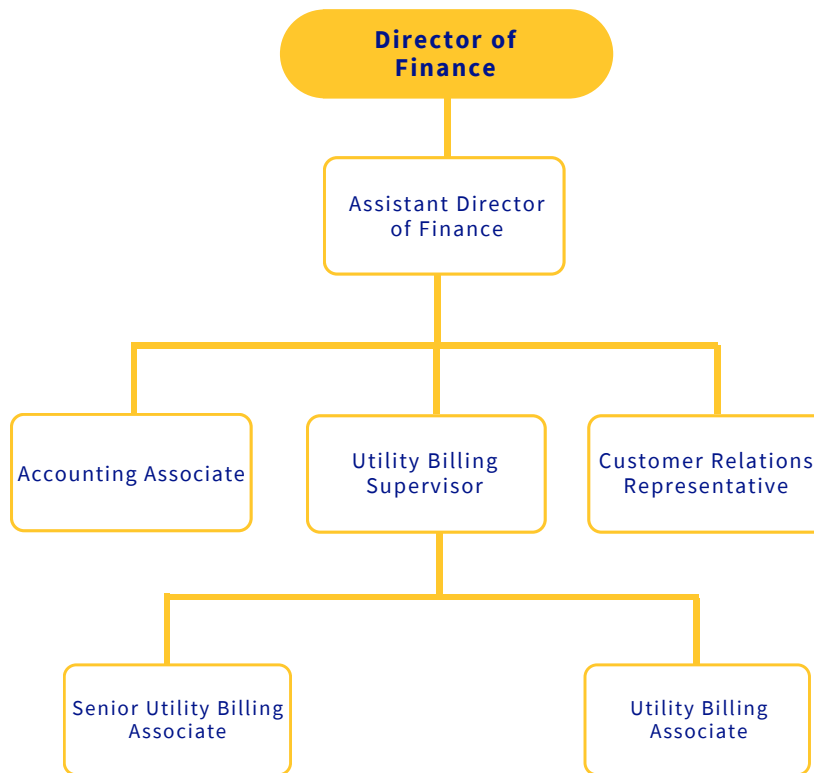 Director of
Finance
Assistant Director
of Finance
Accounting Associate
Utility Billing
Supervisor
Customer Relations
Representative
Senior Utility Billing
Associate
Utility Billing
Associate